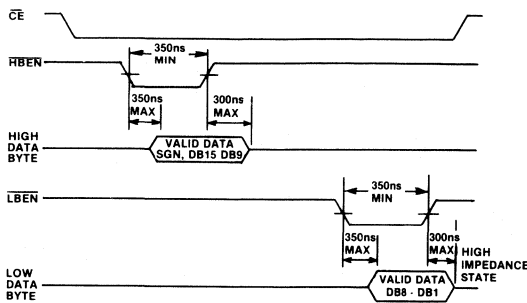 CE
350ns
MIN
HBEN
350ns
MAX
300ns
MAX
HIGH
DATA
BYTE
VALID DATA
SGN, DB15 DB9
LBEN
350ns
MIN
350ns
MAX
300ns
MAX
HIGH
IMPEDANCE
STATE
LOW
DATA
BYTE
VALID DATA
DB8 - DB1